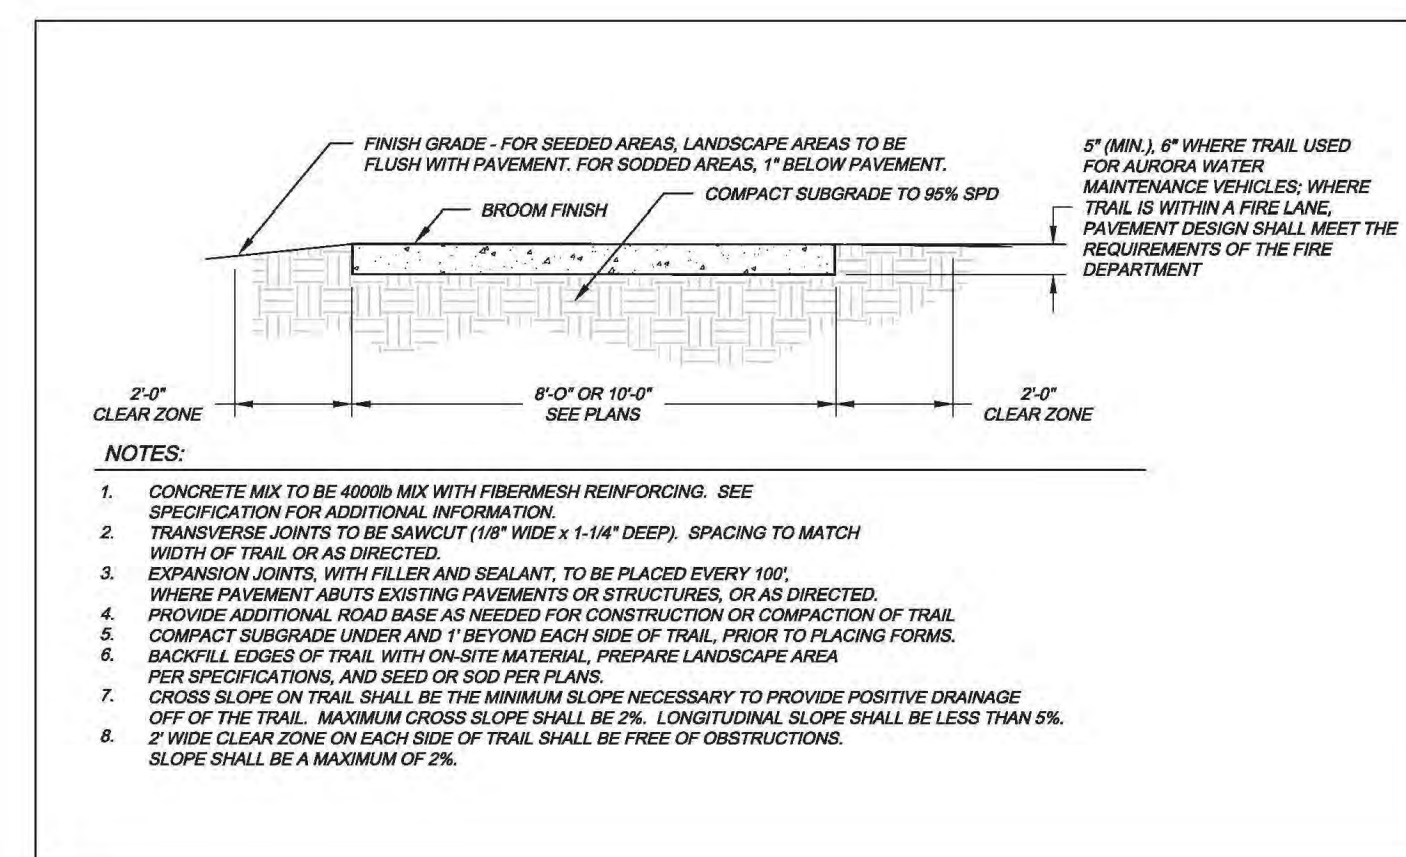 FINISH GRADE - FOR SEEDED AREAS, LANDSCAPE AREAS TO BE
FLUSH WITH PAVEMENT. FOR SODDED AREAS, 1" BELOW PAVEMENT.
COMPACT SUBGRADE TO 95% SPD
BROOM FINISH
5" (MIN.), 6" WHERE TRAIL USED
FOR AURORA WATER
MAINTENANCE VEHICLES; WHERE
TRAIL IS WITHIN A FIRE LANE,
PAVEMENT DESIGN SHALL MEET THE
REQUIREMENTS OF THE FIRE
DEPARTMENT
2'-0"
CLEAR ZONE
8'-O" OR 10'-0"
SEE PLANS
2'-0"
CLEAR ZONE
NOTES:
1. CONCRETE MIX TO BE 4000lb MIX WITH FIBERMESH REINFORCING. SEE
SPECIFICATION FOR ADDITIONAL INFORMATION.
2. TRANSVERSE JOINTS TO BE SAWCUT (1/8" WIDE x 1-1/4" DEEP). SPACING TO MATCH
WIDTH OF TRAIL OR AS DIRECTED.
3. EXPANSION JOINTS, WITH FILLER AND SEALANT, TO BE PLACED EVERY 100',
WHERE PAVEMENT ABUTS EXISTING PAVEMENTS OR STRUCTURES, OR AS DIRECTED.
4. PROVIDE ADDITIONAL ROAD BASE AS NEEDED FOR CONSTRUCTION OR COMPACTION OF TRAIL
5. COMPACT SUBGRADE UNDER AND 1' BEYOND EACH SIDE OF TRAIL, PRIOR TO PLACING FORMS.
6. BACKFILL EDGES OF TRAIL WITH ON-SITE MATERIAL, PREPARE LANDSCAPE AREA
PER SPECIFICATIONS, AND SEED OR SOD PER PLANS.
7. CROSS SLOPE ON TRAIL SHALL BE THE MINIMUM SLOPE NECESSARY TO PROVIDE POSITIVE DRAINAGE
OFF OF THE TRAIL. MAXIMUM CROSS SLOPE SHALL BE 2%. LONGITUDINAL SLOPE SHALL BE LESS THAN 5%.
8. 2' WIDE CLEAR ZONE ON EACH SIDE OF TRAIL SHALL BE FREE OF OBSTRUCTIONS.
SLOPE SHALL BE A MAXIMUM OF 2%.